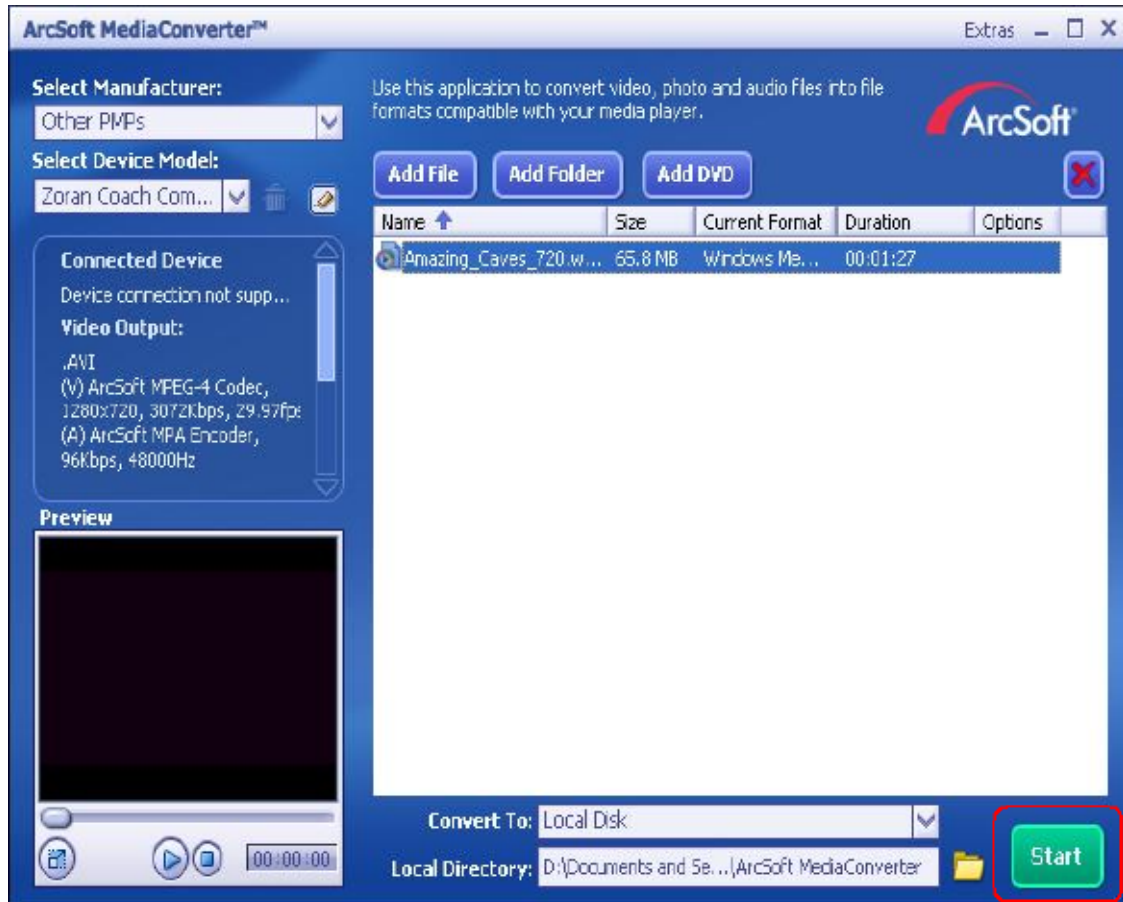 ArcSoft MediaConverter™
Extras
Select Manufacturer:
Other PMPs
Select Device Model:
Zoran Coach Com...
Connected Device
Device connection not supp...
Video Output:
.AVI
(V) ArcSoft MPEG-4 Codec,
1280x720, 3072Kbps, 29.97fps
(A) ArcSoft MPA Encoder,
96Kbps, 48000Hz
Preview
00:00:00
Use this application to convert video, photo and audio files into file
formats compatible with your media player.
ArcSoft
Add File Add Folder Add DVD
Name Size Current Format Duration Options
Amazing_Caves_720.w... 65.8 MB Windows Me... 00:01:27
Convert To: Local Disk
Local Directory: D:\Documents and Se...\ArcSoft MediaConverter
Start